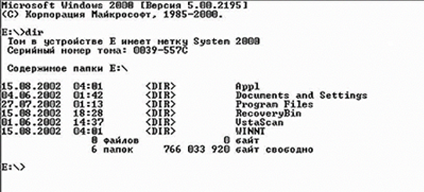 Microsoft Windows 2000 [Версия 5.00.2195]
(C) Корпорация Майкрософт, 1985-2000.
E:\>dir
Том в устройстве E имеет метку System 2000
Серийный номер тома: 0039-557C
Содержимое папки E:\
15.08.2002 04:01 <DIR> Appl
04.06.2002 01:42 <DIR> Documents and Settings
27.07.2002 01:13 <DIR> Program Files
15.08.2002 18:28 <DIR> RecoveryBin
01.06.2002 14:37 <DIR> VstaScan
15.08.2002 04:01 <DIR> WINNT
0 файлов 0 байт
6 папок 766 033 920 байт свободно
E:\>